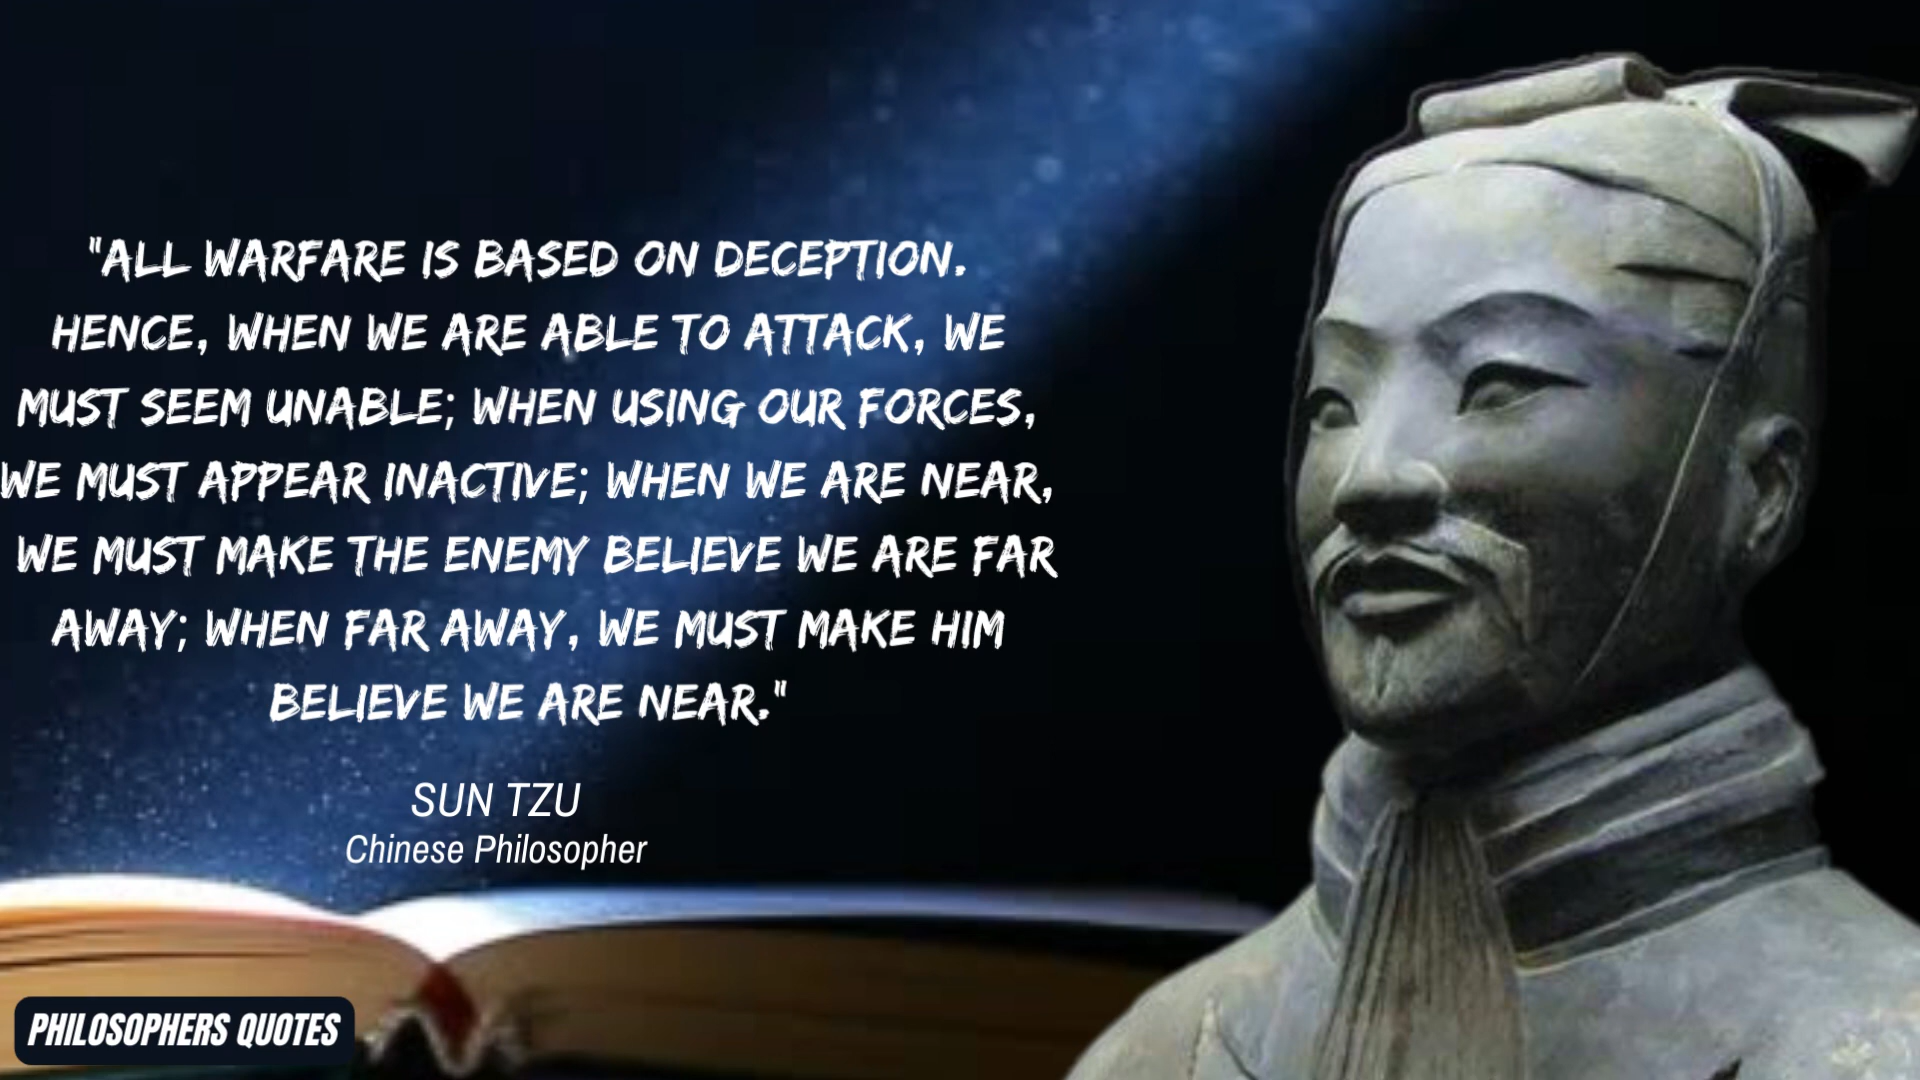 "ALL WARFARE IS BASED ON DECEPTION.
HENCE, WHEN WE ARE ABLE TO ATTACK, WE
MUST SEEM UNABLE; WHEN USING OUR FORCES,
WE MUST APPEAR INACTIVE; WHEN WE ARE NEAR,
WE MUST MAKE THE ENEMY BELIEVE WE ARE FAR
AWAY; WHEN FAR AWAY, WE MUST MAKE HIM
BELIEVE WE ARE NEAR."
SUN TZU
Chinese Philosopher
PHILOSOPHERS QUOTES